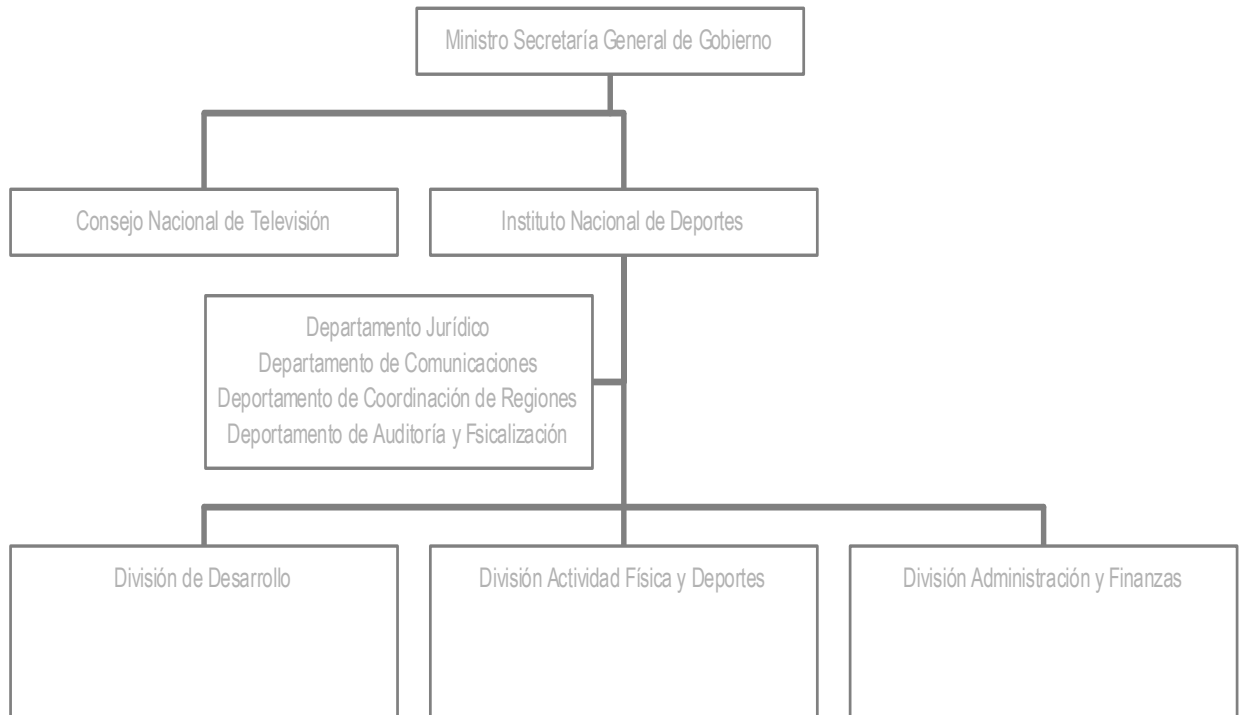 Ministro Secretaría General de Gobierno
Consejo Nacional de Televisión
Instituto Nacional de Deportes
Departamento Jurídico
Departamento de Comunicaciones
Deportamento de Coordinación de Regiones
Deportamento de Auditoría y Fsicalización
División de Desarrollo
División Actividad Física y Deportes
División Administración y Finanzas